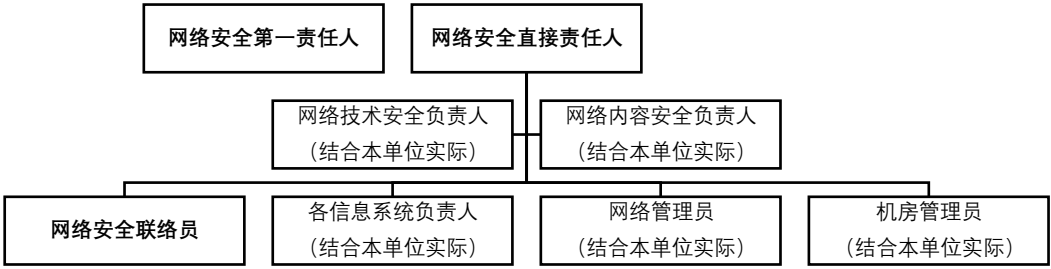 网络安全第一责任人
网络安全直接责任人
网络技术安全负责人
（结合本单位实际）
网络内容安全负责人
（结合本单位实际）
网络安全联络员
各信息系统负责人
（结合本单位实际）
网络管理员
（结合本单位实际）
机房管理员
（结合本单位实际）